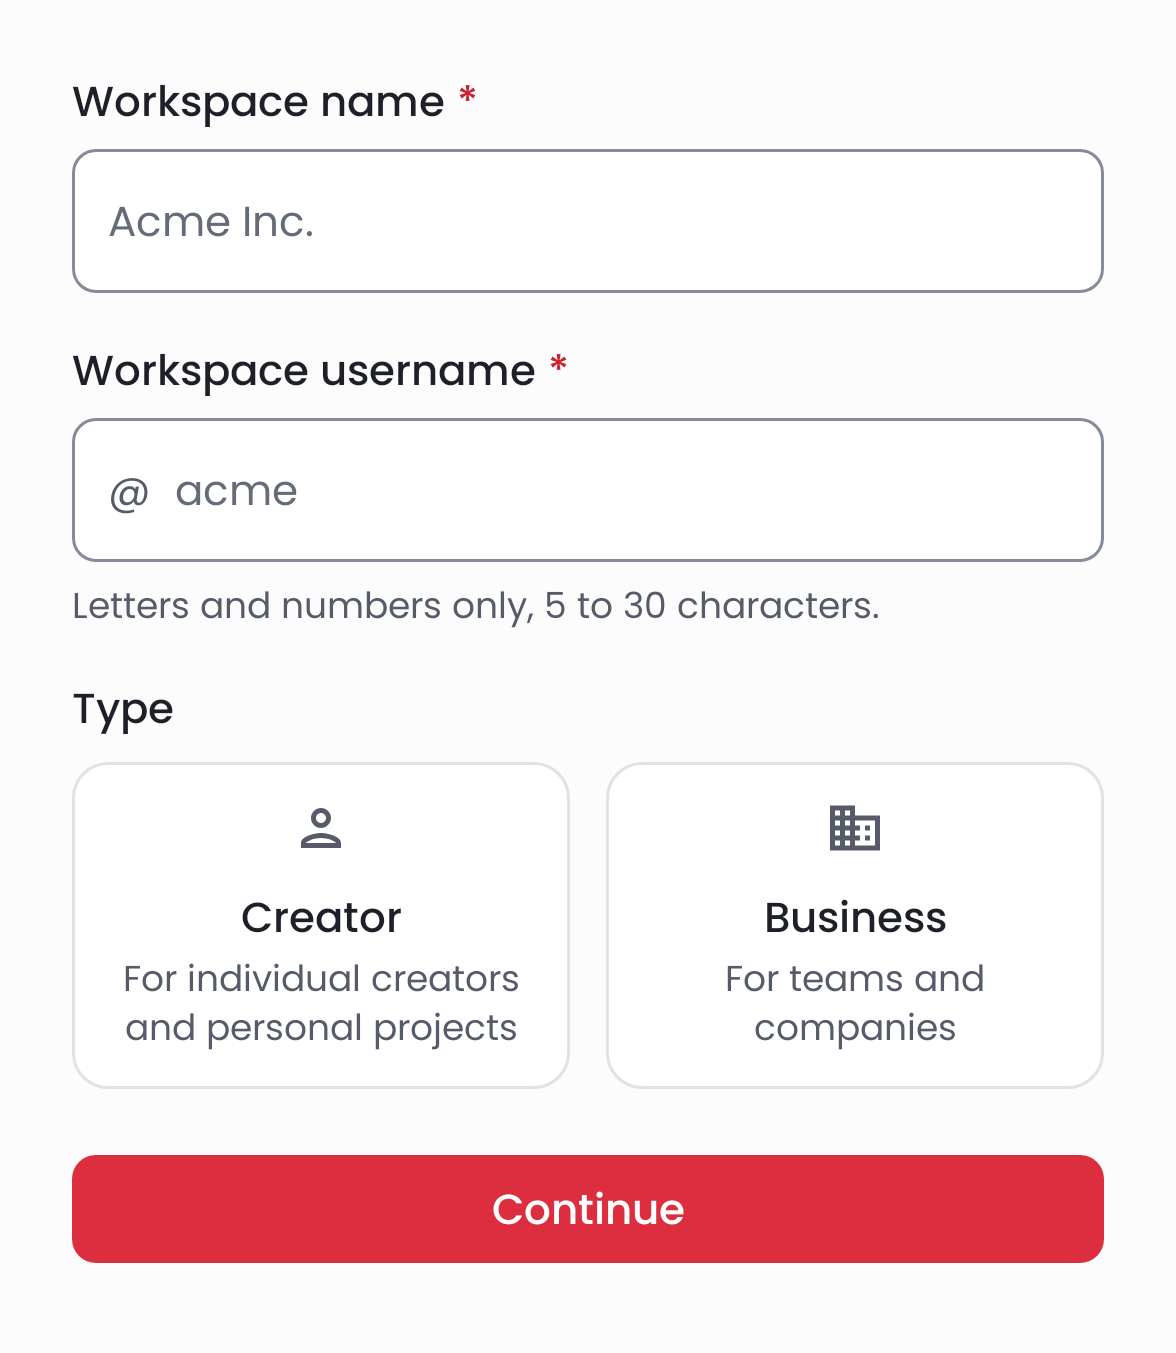 Workspace name *
Acme Inc.
Workspace username *
@ acme
Letters and numbers only, 5 to 30 characters.
Type
Creator
For individual creators
and personal projects
Business
For teams and
companies
Continue